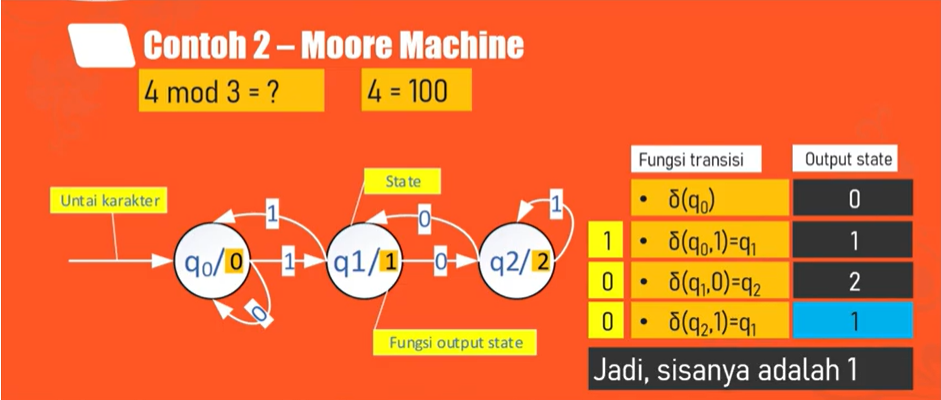 Contoh 2 – Moore Machine
4 mod 3 = ?
4 = 100
Fungsi transisi
Output state
State
Untai karakter
• δ(q₀)
0
1
• δ(q₀,1)=q₁
1
0
• δ(q₁,0)=q₂
2
0
• δ(q₂,1)=q₁
1
1
0
1
q₀/0
1
q1/1
0
q2/2
0
Fungsi output state
Jadi, sisanya adalah 1